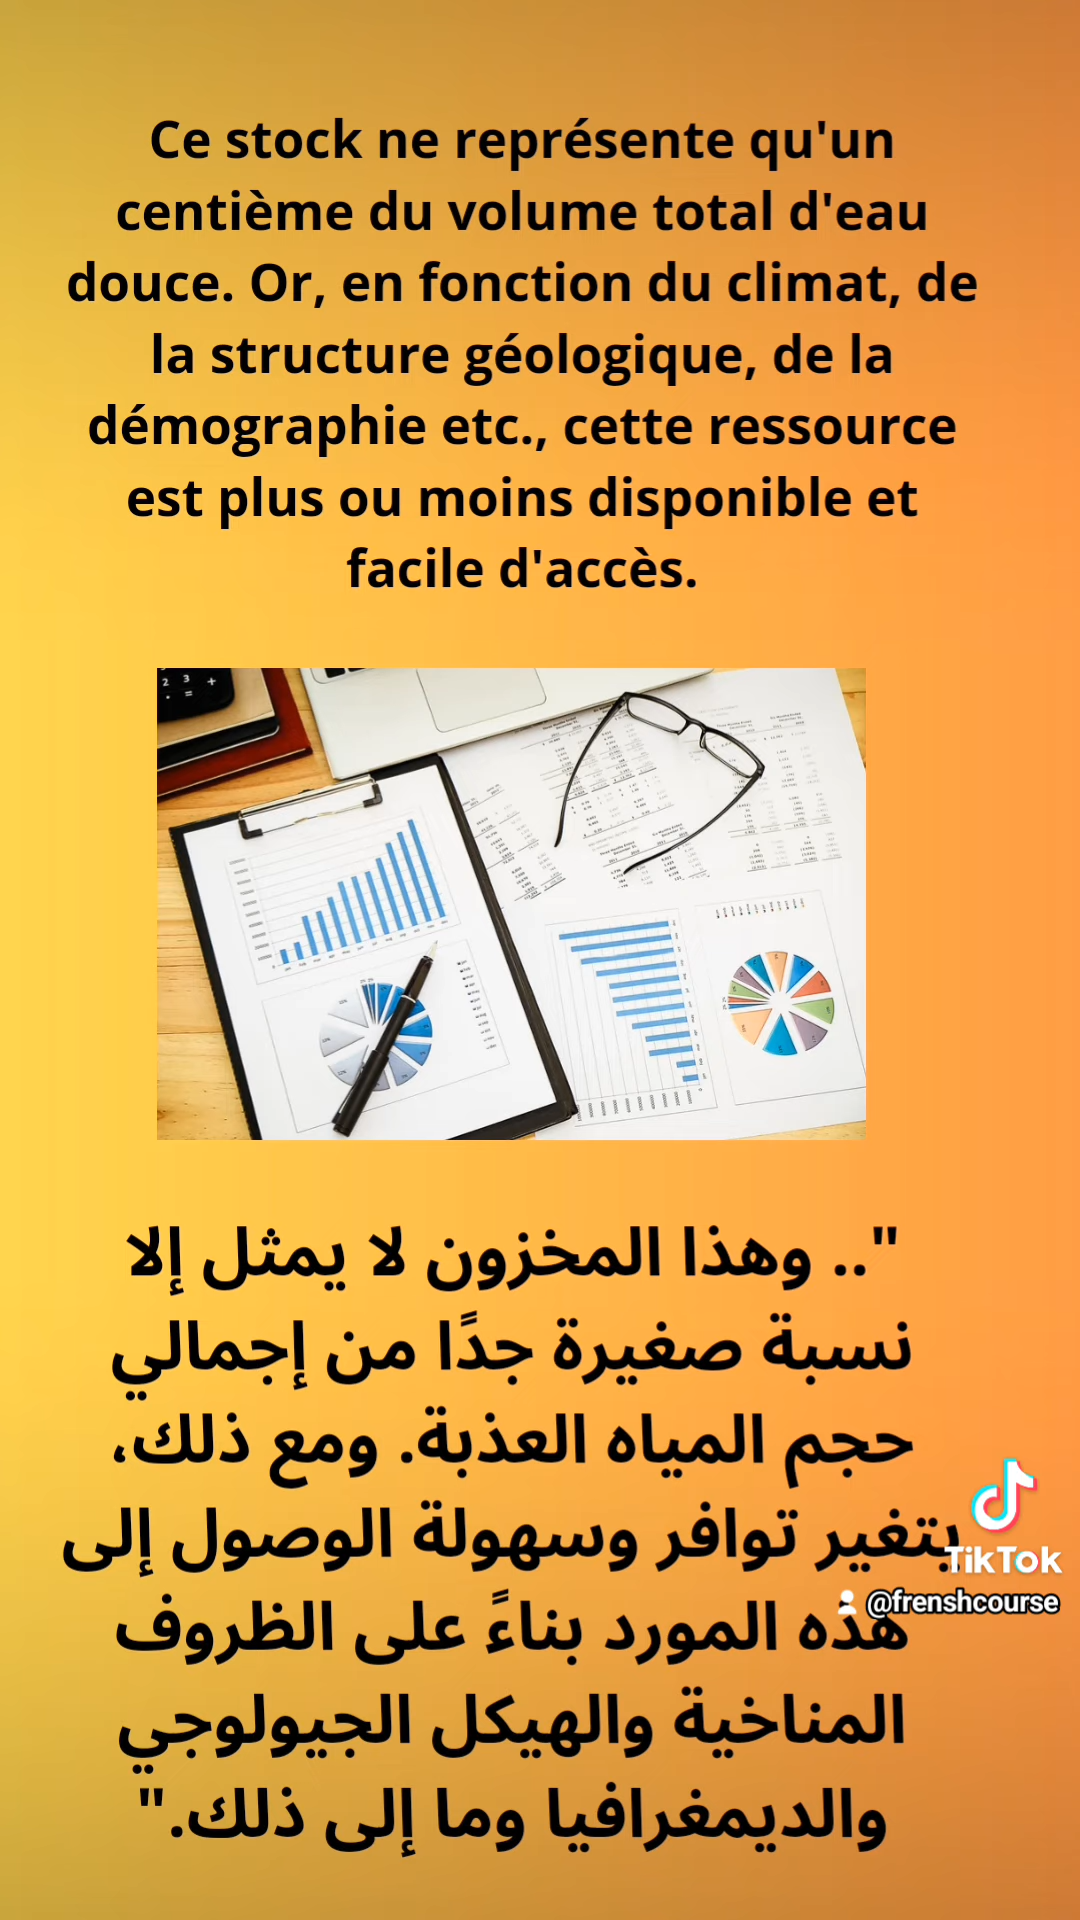 Ce stock ne représente qu'un
centième du volume total d'eau
douce. Or, en fonction du climat, de
la structure géologique, de la
démographie etc., cette ressource
est plus ou moins disponible et
facile d'accès.
".. وهذا المخزون لا يمثل إلا
نسبة صغيرة جدًا من إجمالي
حجم المياه العذبة. ومع ذلك،
يتغير توافر وسهولة الوصول إلى
هذه المورد بناءً على الظروف
المناخية والهيكل الجيولوجي
والديمغرافيا وما إلى ذلك."
TikTok
@frenshcourse